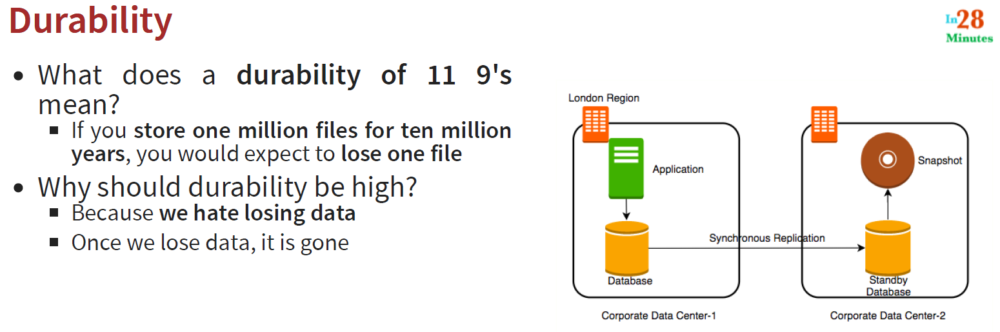 Durability
In28
Minutes
• What does a durability of 11 9's
mean?
▪ If you store one million files for ten million
years, you would expect to lose one file
• Why should durability be high?
▪ Because we hate losing data
▪ Once we lose data, it is gone
London Region
Application
Snapshot
Synchronous Replication
Database
Standby
Database
Corporate Data Center-1
Corporate Data Center-2